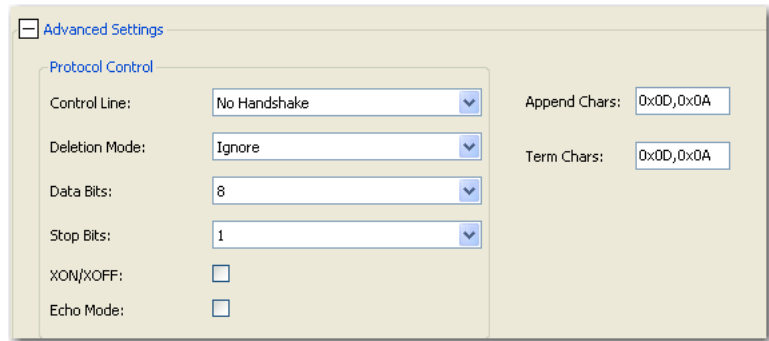 Advanced Settings
Protocol Control
Control Line: No Handshake
Append Chars: 0x0D,0x0A
Deletion Mode: Ignore
Term Chars: 0x0D,0x0A
Data Bits: 8
Stop Bits: 1
XON/XOFF:
Echo Mode: